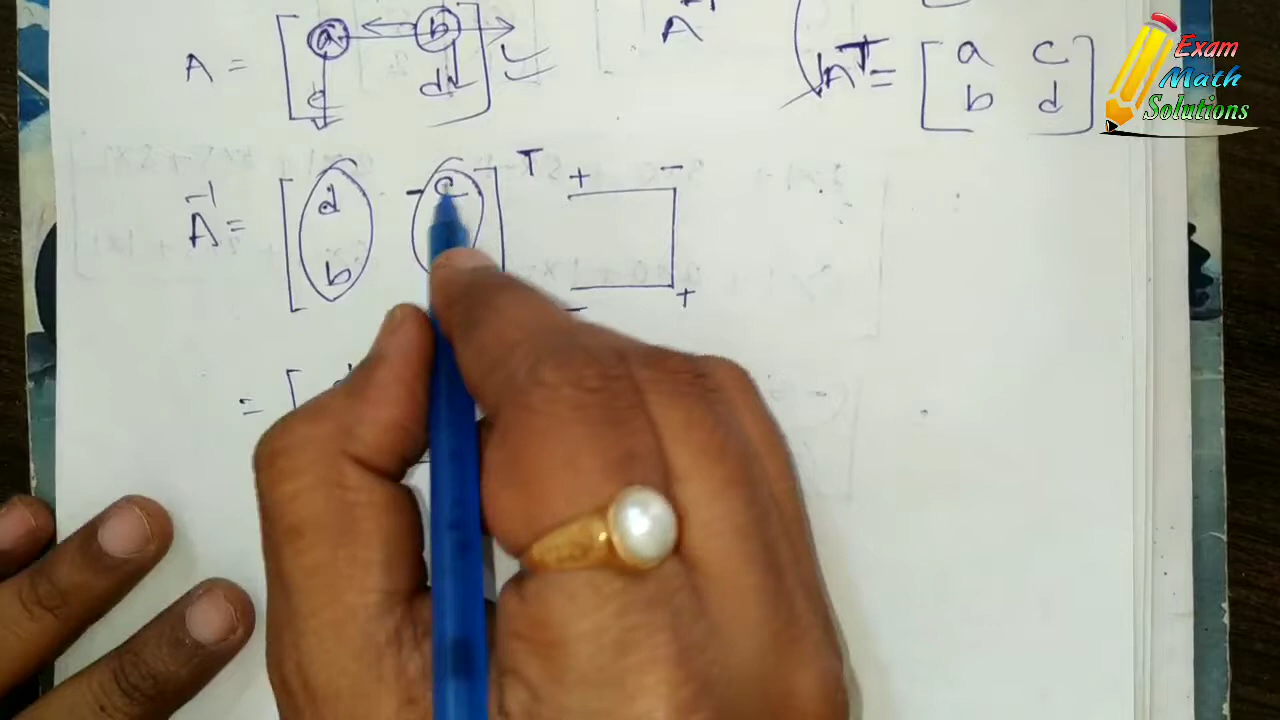 A = [ a b
c d ]
A⁻¹
Aᵀ = [ a c
b d ]
Exam
Math
Solutions
A⁻¹ = [ d - c ] T + -
b
- +
= [ d